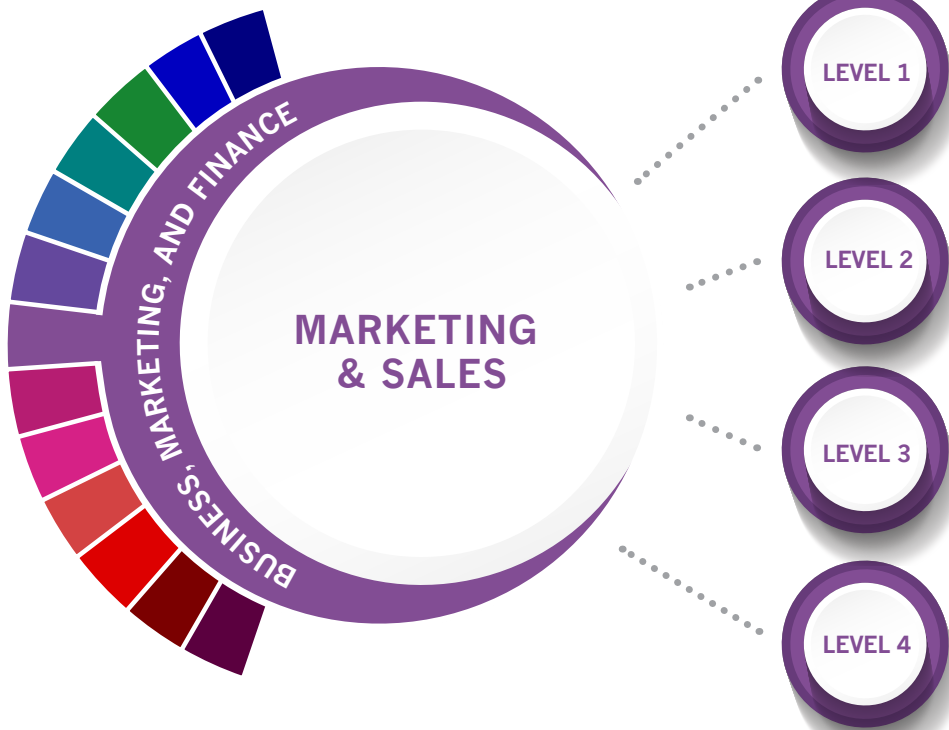 BUSINESS, MARKETING, AND FINANCE
MARKETING
& SALES
LEVEL 1
LEVEL 2
LEVEL 3
LEVEL 4